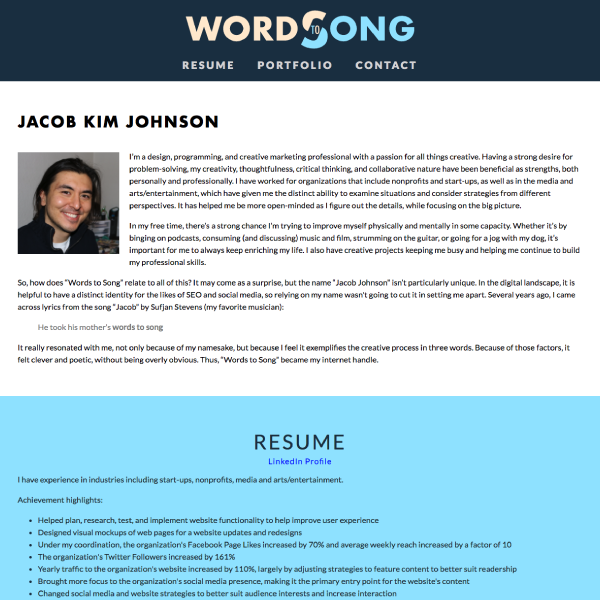 WORD TO SONG
RESUME PORTFOLIO CONTACT
JACOB KIM JOHNSON
I'm a design, programming, and creative marketing professional with a passion for all things creative. Having a strong desire for
problem-solving, my creativity, thoughtfulness, critical thinking, and collaborative nature have been beneficial as strengths, both
personally and professionally. I have worked for organizations that include nonprofits and start-ups, as well as in the media and
arts/entertainment, which have given me the distinct ability to examine situations and consider strategies from different
perspectives. It has helped me be more open-minded as I figure out the details, while focusing on the big picture.
In my free time, there's a strong chance I'm trying to improve myself physically and mentally in some capacity. Whether it's by
binging on podcasts, consuming (and discussing) music and film, strumming on the guitar, or going for a jog with my dog, it's
important for me to always keep enriching my life. I also have creative projects keeping me busy and helping me continue to build
my professional skills.
So, how does "Words to Song" relate to all of this? It may come as a surprise, but the name "Jacob Johnson" isn't particularly unique. In the digital landscape, it is
helpful to have a distinct identity for the likes of SEO and social media, so relying on my name wasn't going to cut it in setting me apart. Several years ago, I came
across lyrics from the song "Jacob" by Sufjan Stevens (my favorite musician):
He took his mother's words to song
It really resonated with me, not only because of my namesake, but because I feel it exemplifies the creative process in three words. Because of those factors, it
felt clever and poetic, without being overly obvious. Thus, "Words to Song" became my internet handle.
RESUME
LinkedIn Profile
I have experience in industries including start-ups, nonprofits, media and arts/entertainment.
Achievement highlights:
• Helped plan, research, test, and implement website functionality to help improve user experience
• Designed visual mockups of web pages for a website updates and redesigns
• Under my coordination, the organization's Facebook Page Likes increased by 70% and average weekly reach increased by a factor of 10
• The organization's Twitter Followers increased by 161%
• Yearly traffic to the organization's website increased by 110%, largely by adjusting strategies to feature content to better suit readership
• Brought more focus to the organization's social media presence, making it the primary entry point for the website's content
• Changed social media and website strategies to better suit audience interests and increase interaction